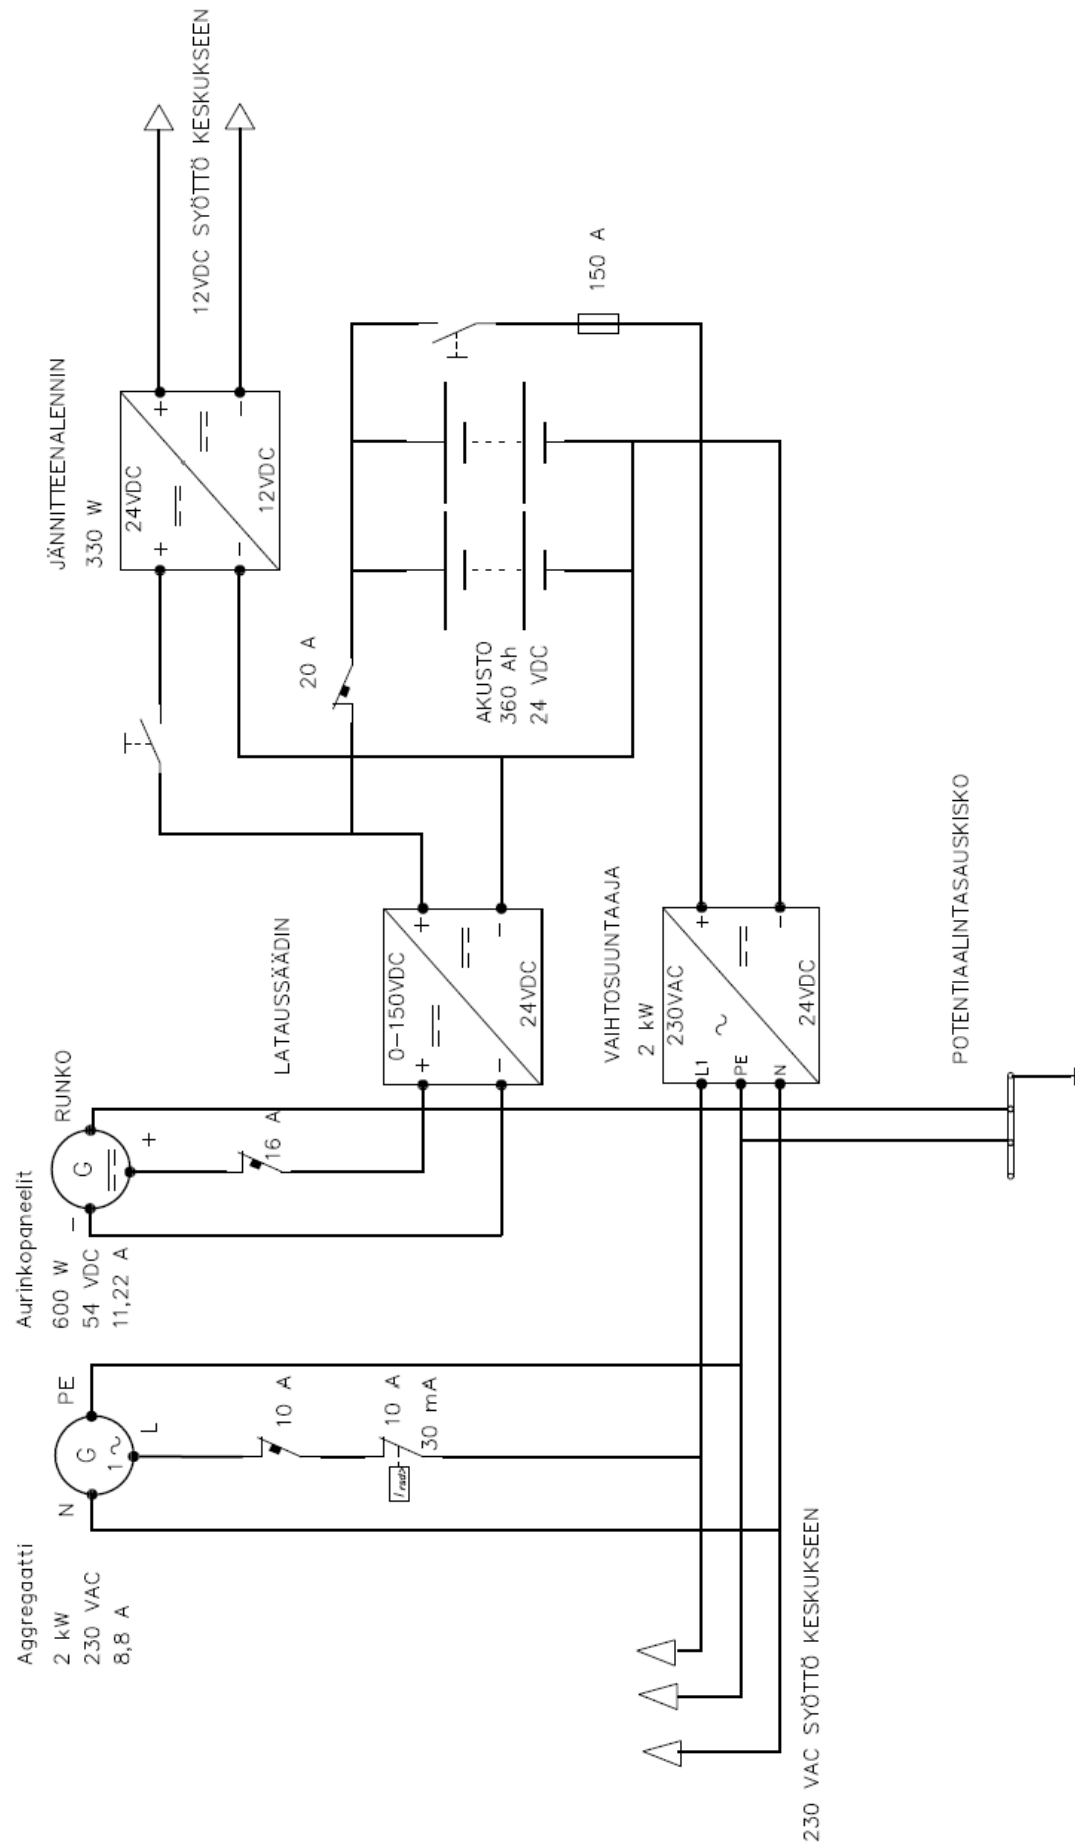 Aggregaatti
2 kW
230 VAC
8,8 A
N
PE
G
1~
L
10 A
10 A
30 mA
I rsd>
Aurinkopaneelit
600 W
54 VDC
11,22 A
RUNKO
G
−
+
16 A
LATAUSSÄÄDIN
0-150VDC
24VDC
+
−
+
−
JÄNNITTEENALENNIN
330 W
24VDC
12VDC
+
−
+
−
12VDC SYÖTTÖ KESKUKSEEN
20 A
AKUSTO
360 Ah
24 VDC
150 A
VAIHTOSUUNTAAJA
2 kW
230VAC
~
24VDC
L1
PE
N
+
−
POTENTIAALINTASAUSKISKO
230 VAC SYÖTTÖ KESKUKSEEN